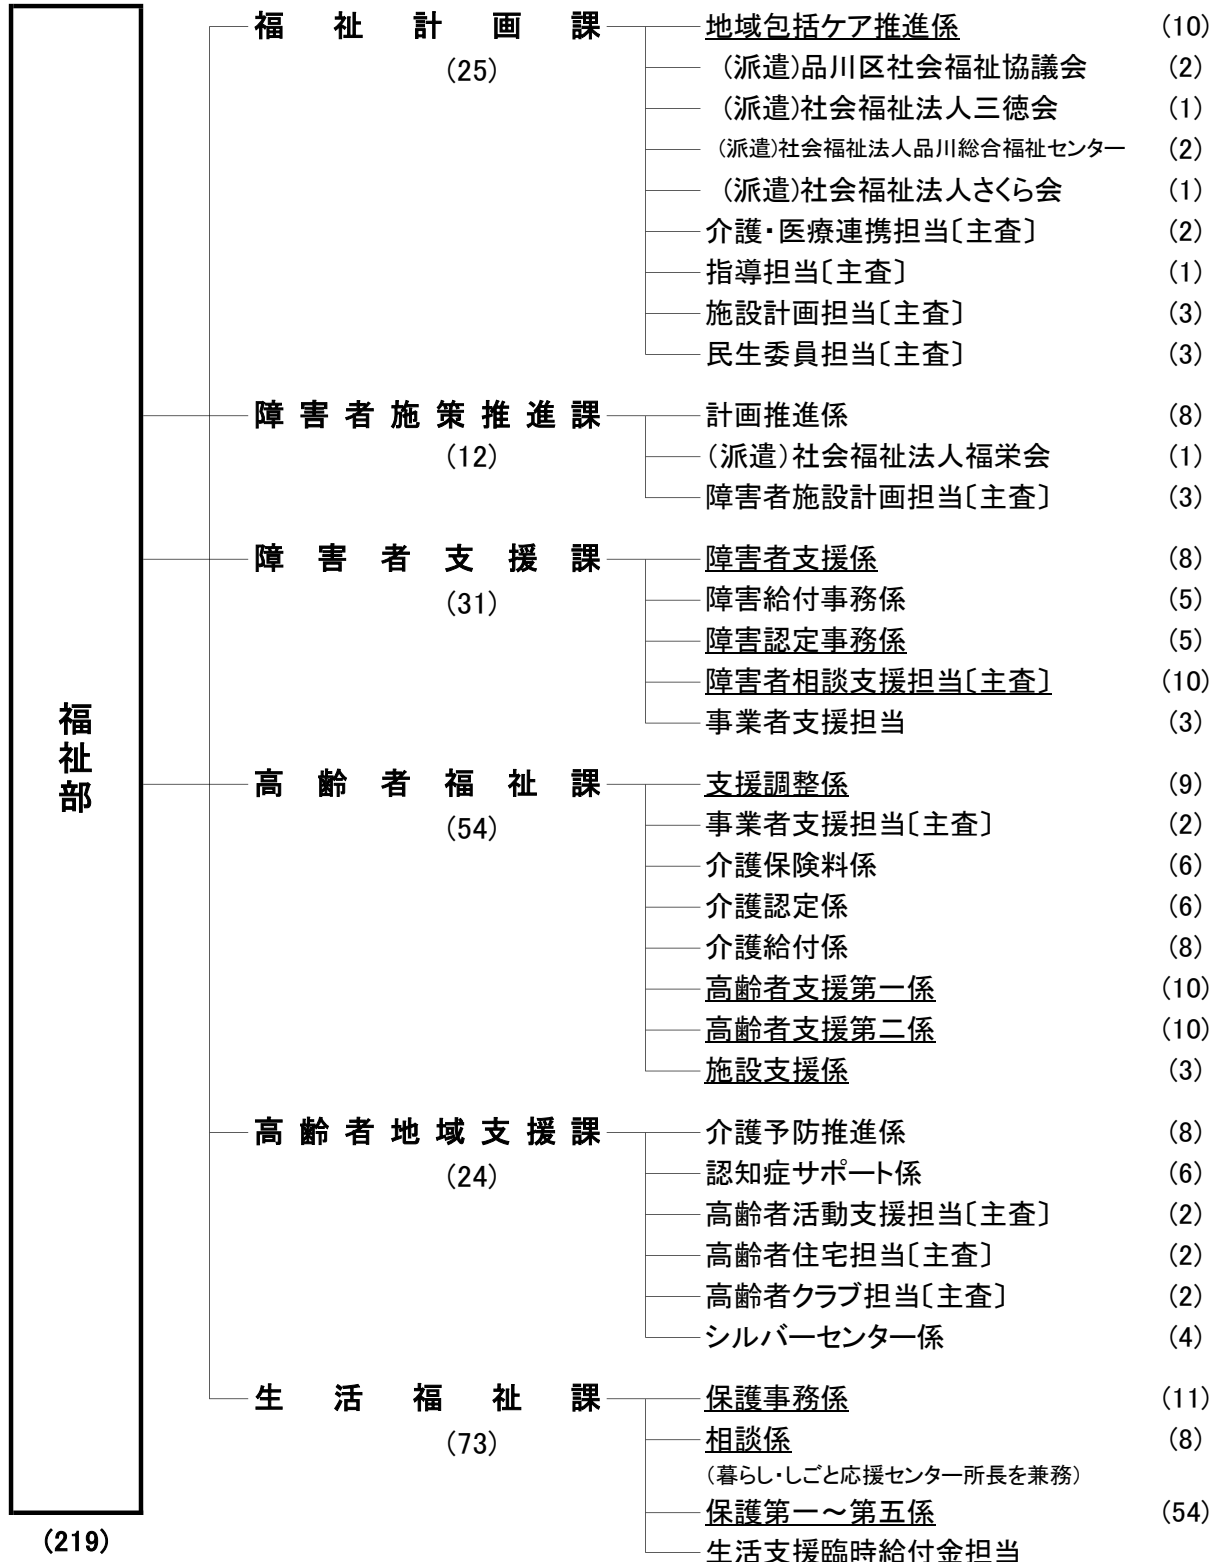 福祉部
(219)
福祉計画課
(25)
地域包括ケア推進係 (10)
(派遣)品川区社会福祉協議会 (2)
(派遣)社会福祉法人三徳会 (1)
(派遣)社会福祉法人品川総合福祉センター (2)
(派遣)社会福祉法人さくら会 (1)
介護・医療連携担当〔主査〕 (2)
指導担当〔主査〕 (1)
施設計画担当〔主査〕 (3)
民生委員担当〔主査〕 (3)
障害者施策推進課
(12)
計画推進係 (8)
(派遣)社会福祉法人福栄会 (1)
障害者施設計画担当〔主査〕 (3)
障害者支援課
(31)
障害者支援係 (8)
障害給付事務係 (5)
障害認定事務係 (5)
障害者相談支援担当〔主査〕 (10)
事業者支援担当 (3)
高齢者福祉課
(54)
支援調整係 (9)
事業者支援担当〔主査〕 (2)
介護保険料係 (6)
介護認定係 (6)
介護給付係 (8)
高齢者支援第一係 (10)
高齢者支援第二係 (10)
施設支援係 (3)
高齢者地域支援課
(24)
介護予防推進係 (8)
認知症サポート係 (6)
高齢者活動支援担当〔主査〕 (2)
高齢者住宅担当〔主査〕 (2)
高齢者クラブ担当〔主査〕 (2)
シルバーセンター係 (4)
生活福祉課
(73)
保護事務係 (11)
相談係 (8)
(暮らし・しごと応援センター所長を兼務)
保護第一～第五係 (54)
生活支援臨時給付金担当